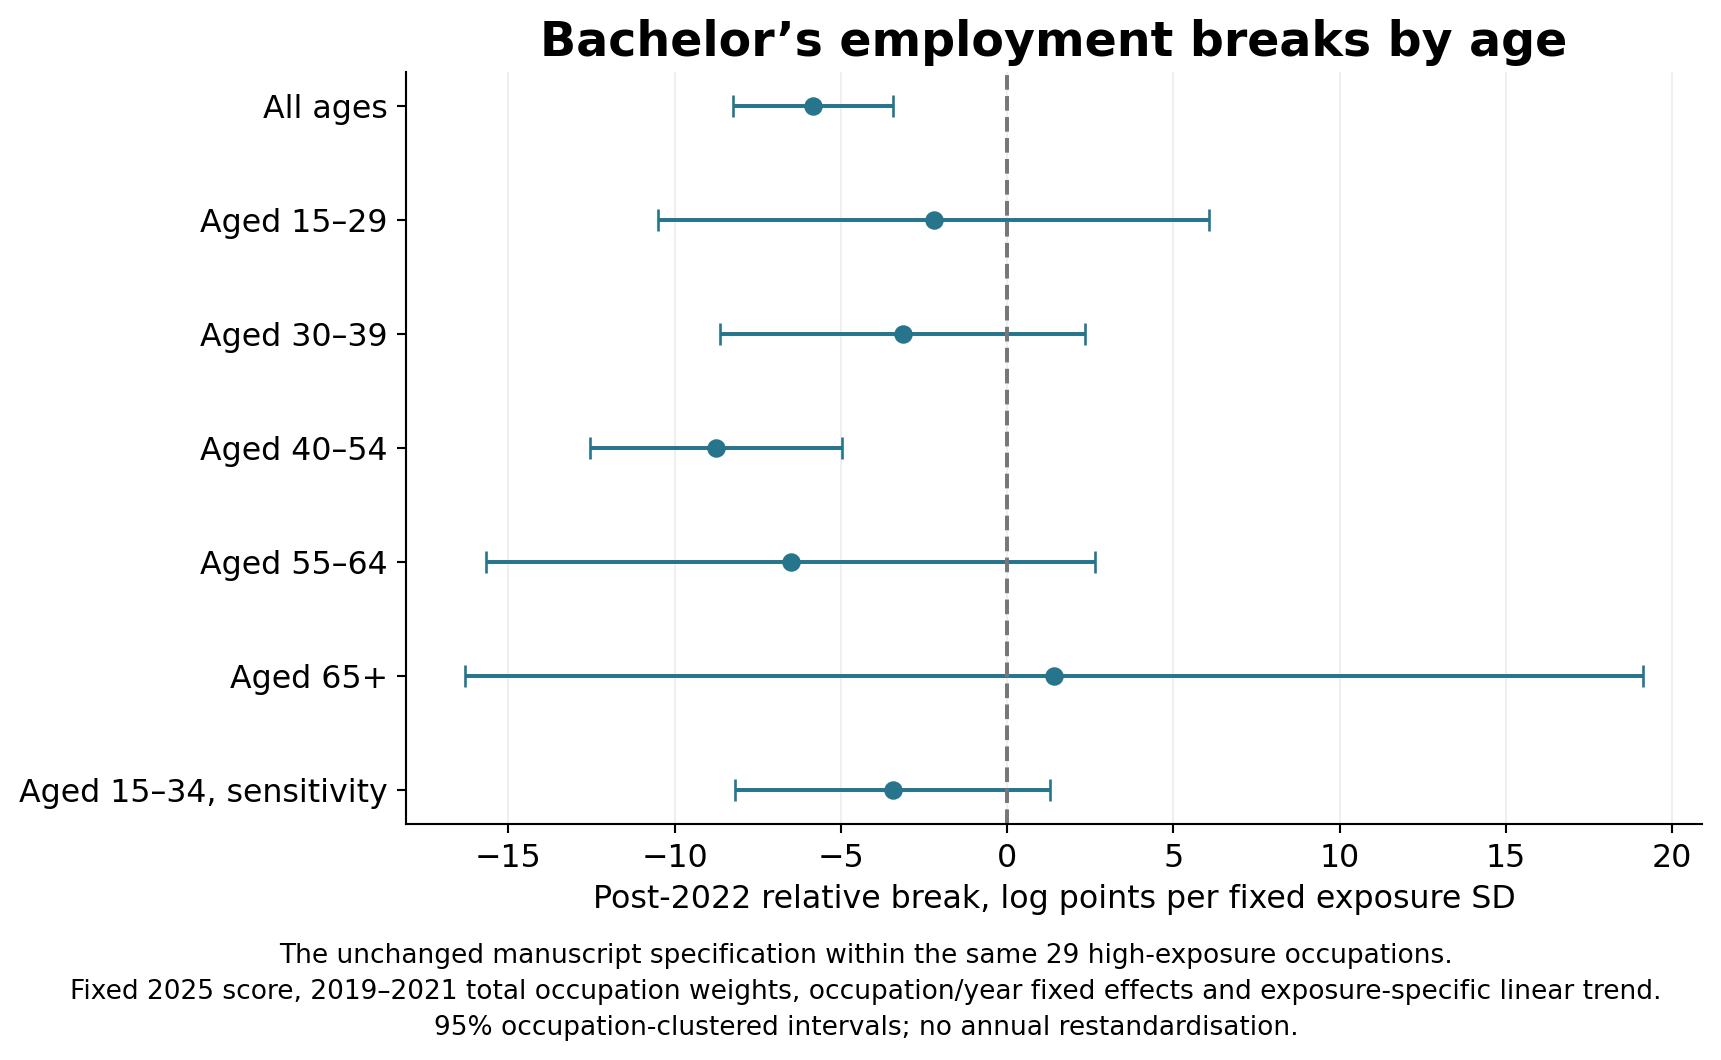 Bachelor’s employment breaks by age
All ages
Aged 15–29
Aged 30–39
Aged 40–54
Aged 55–64
Aged 65+
Aged 15–34, sensitivity
−15 −10 −5 0 5 10 15 20
Post-2022 relative break, log points per fixed exposure SD
The unchanged manuscript specification within the same 29 high-exposure occupations.
Fixed 2025 score, 2019–2021 total occupation weights, occupation/year fixed effects and exposure-specific linear trend.
95% occupation-clustered intervals; no annual restandardisation.